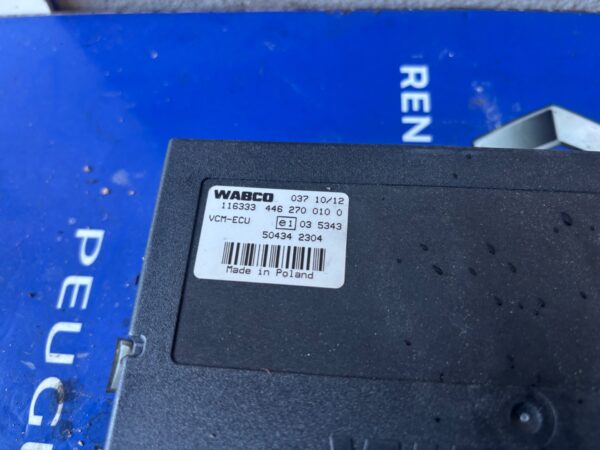 REN
WABCO 037 10/12
116333 446 270 010 0
VCM-ECU e1 03 5343
50434 2304
Made in Poland
PEUG